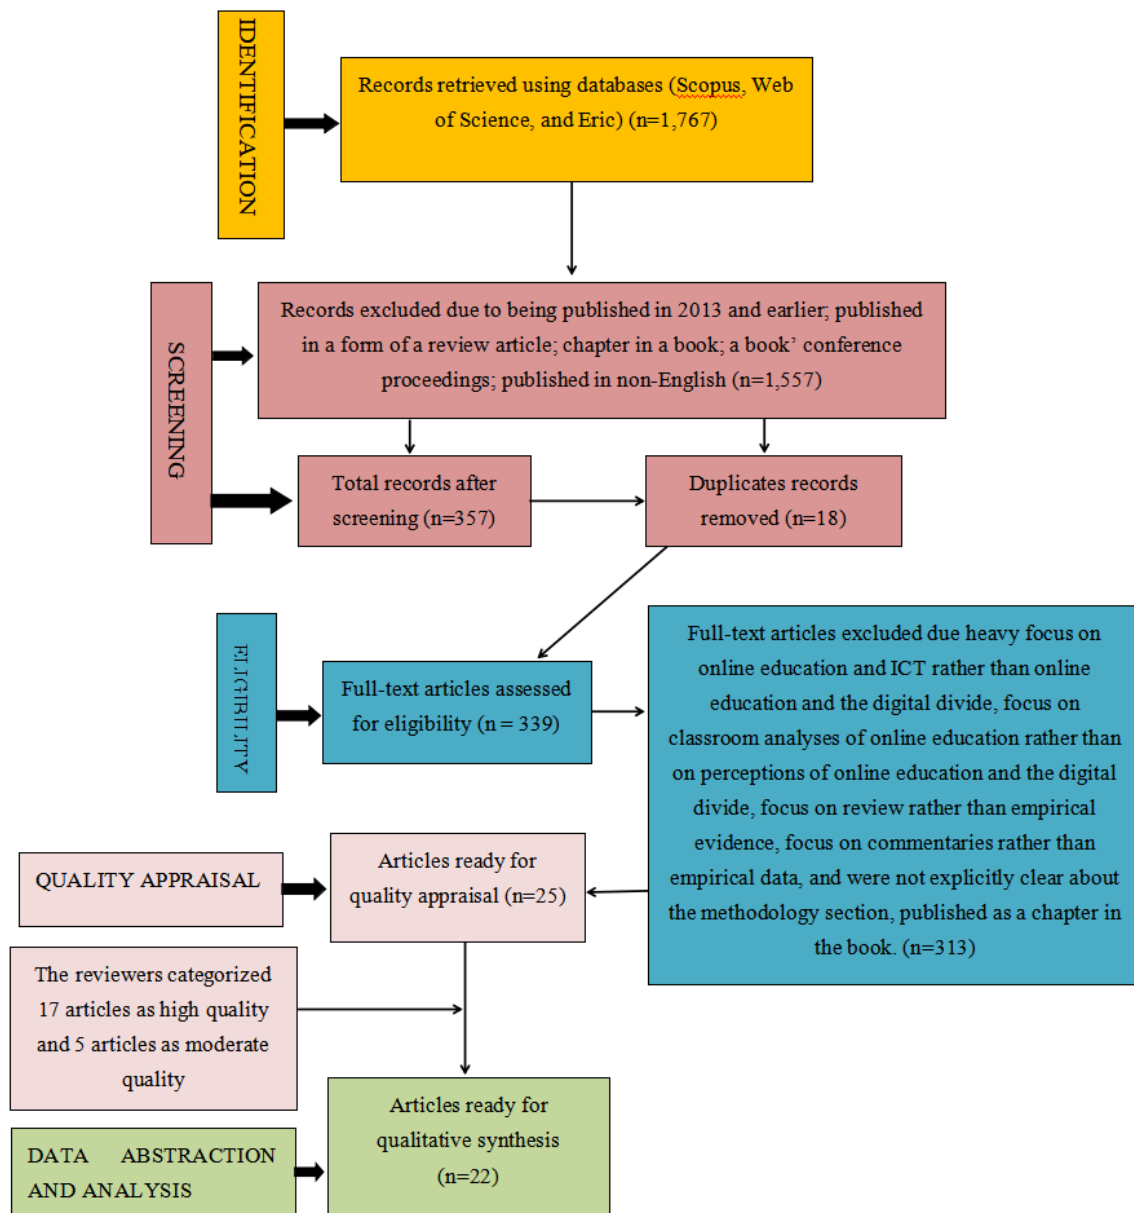 IDENTIFICATION
Records retrieved using databases (Scopus, Web
of Science, and Eric) (n=1,767)
SCREENING
Records excluded due to being published in 2013 and earlier; published
in a form of a review article; chapter in a book; a book’ conference
proceedings; published in non-English (n=1,557)
Total records after
screening (n=357)
Duplicates records
removed (n=18)
ELIGIBILITY
Full-text articles assessed
for eligibility (n = 339)
Full-text articles excluded due heavy focus on
online education and ICT rather than online
education and the digital divide, focus on
classroom analyses of online education rather than
on perceptions of online education and the digital
divide, focus on review rather than empirical
evidence, focus on commentaries rather than
empirical data, and were not explicitly clear about
the methodology section, published as a chapter in
the book. (n=313)
QUALITY APPRAISAL
Articles ready for
quality appraisal (n=25)
The reviewers categorized
17 articles as high quality
and 5 articles as moderate
quality
DATA ABSTRACTION
AND ANALYSIS
Articles ready for
qualitative synthesis
(n=22)